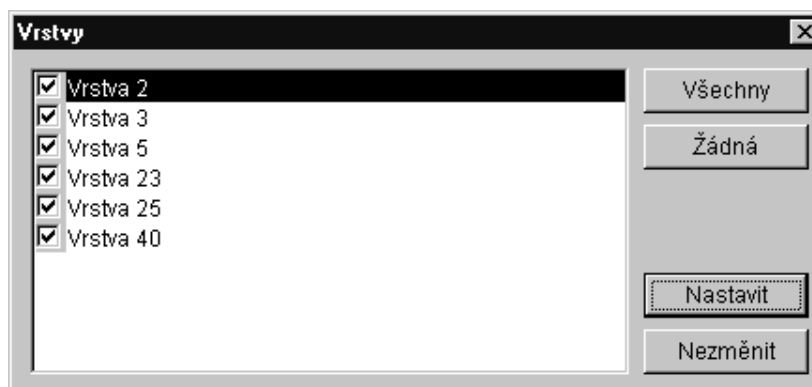 Vrstvy
Vrstva 2
Vrstva 3
Vrstva 5
Vrstva 23
Vrstva 25
Vrstva 40
Všechny
Žádná
Nastavit
Nezměnit